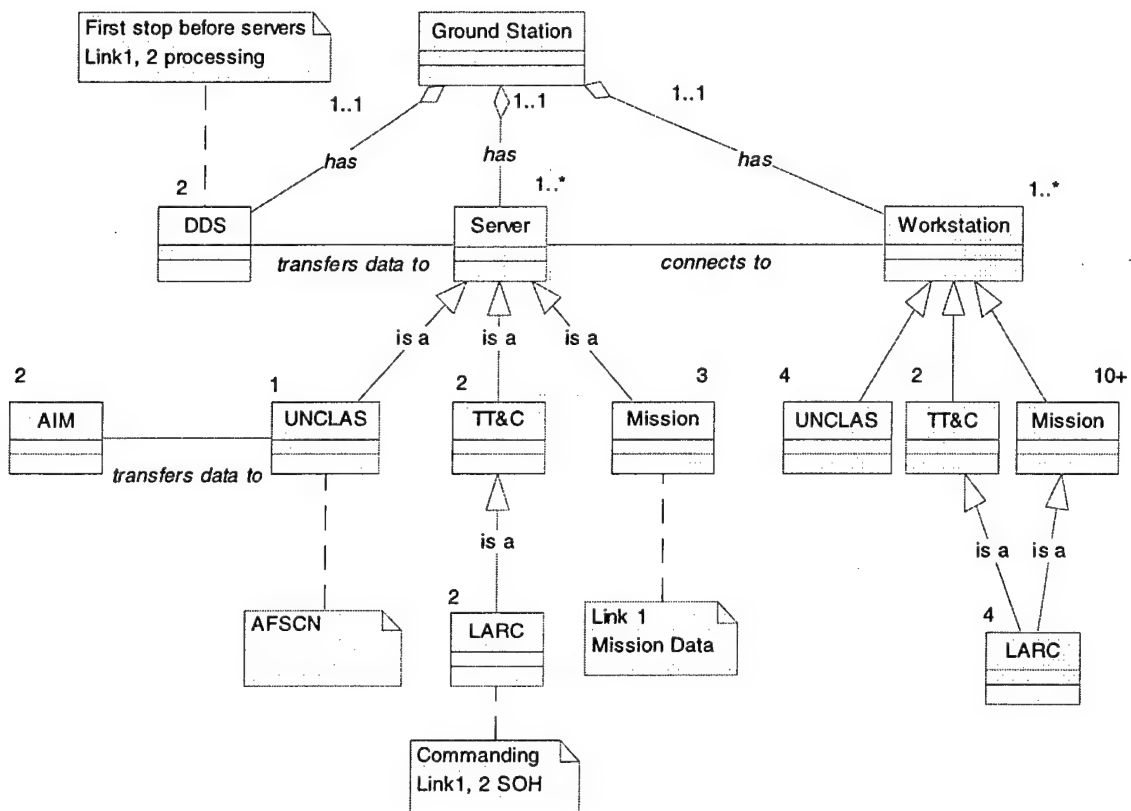 First stop before servers
Link1, 2 processing
Ground Station
1..1
1..1
1..1
has
has
has
2
1..*
1..*
DDS
Server
Workstation
transfers data to
connects to
is a
is a
is a
2
1
2
3
4
2
10+
AIM
UNCLAS
TT&C
Mission
UNCLAS
TT&C
Mission
transfers data to
is a
is a
is a
AFSCN
2
LARC
Link 1
Mission Data
4
LARC
Commanding
Link1, 2 SOH